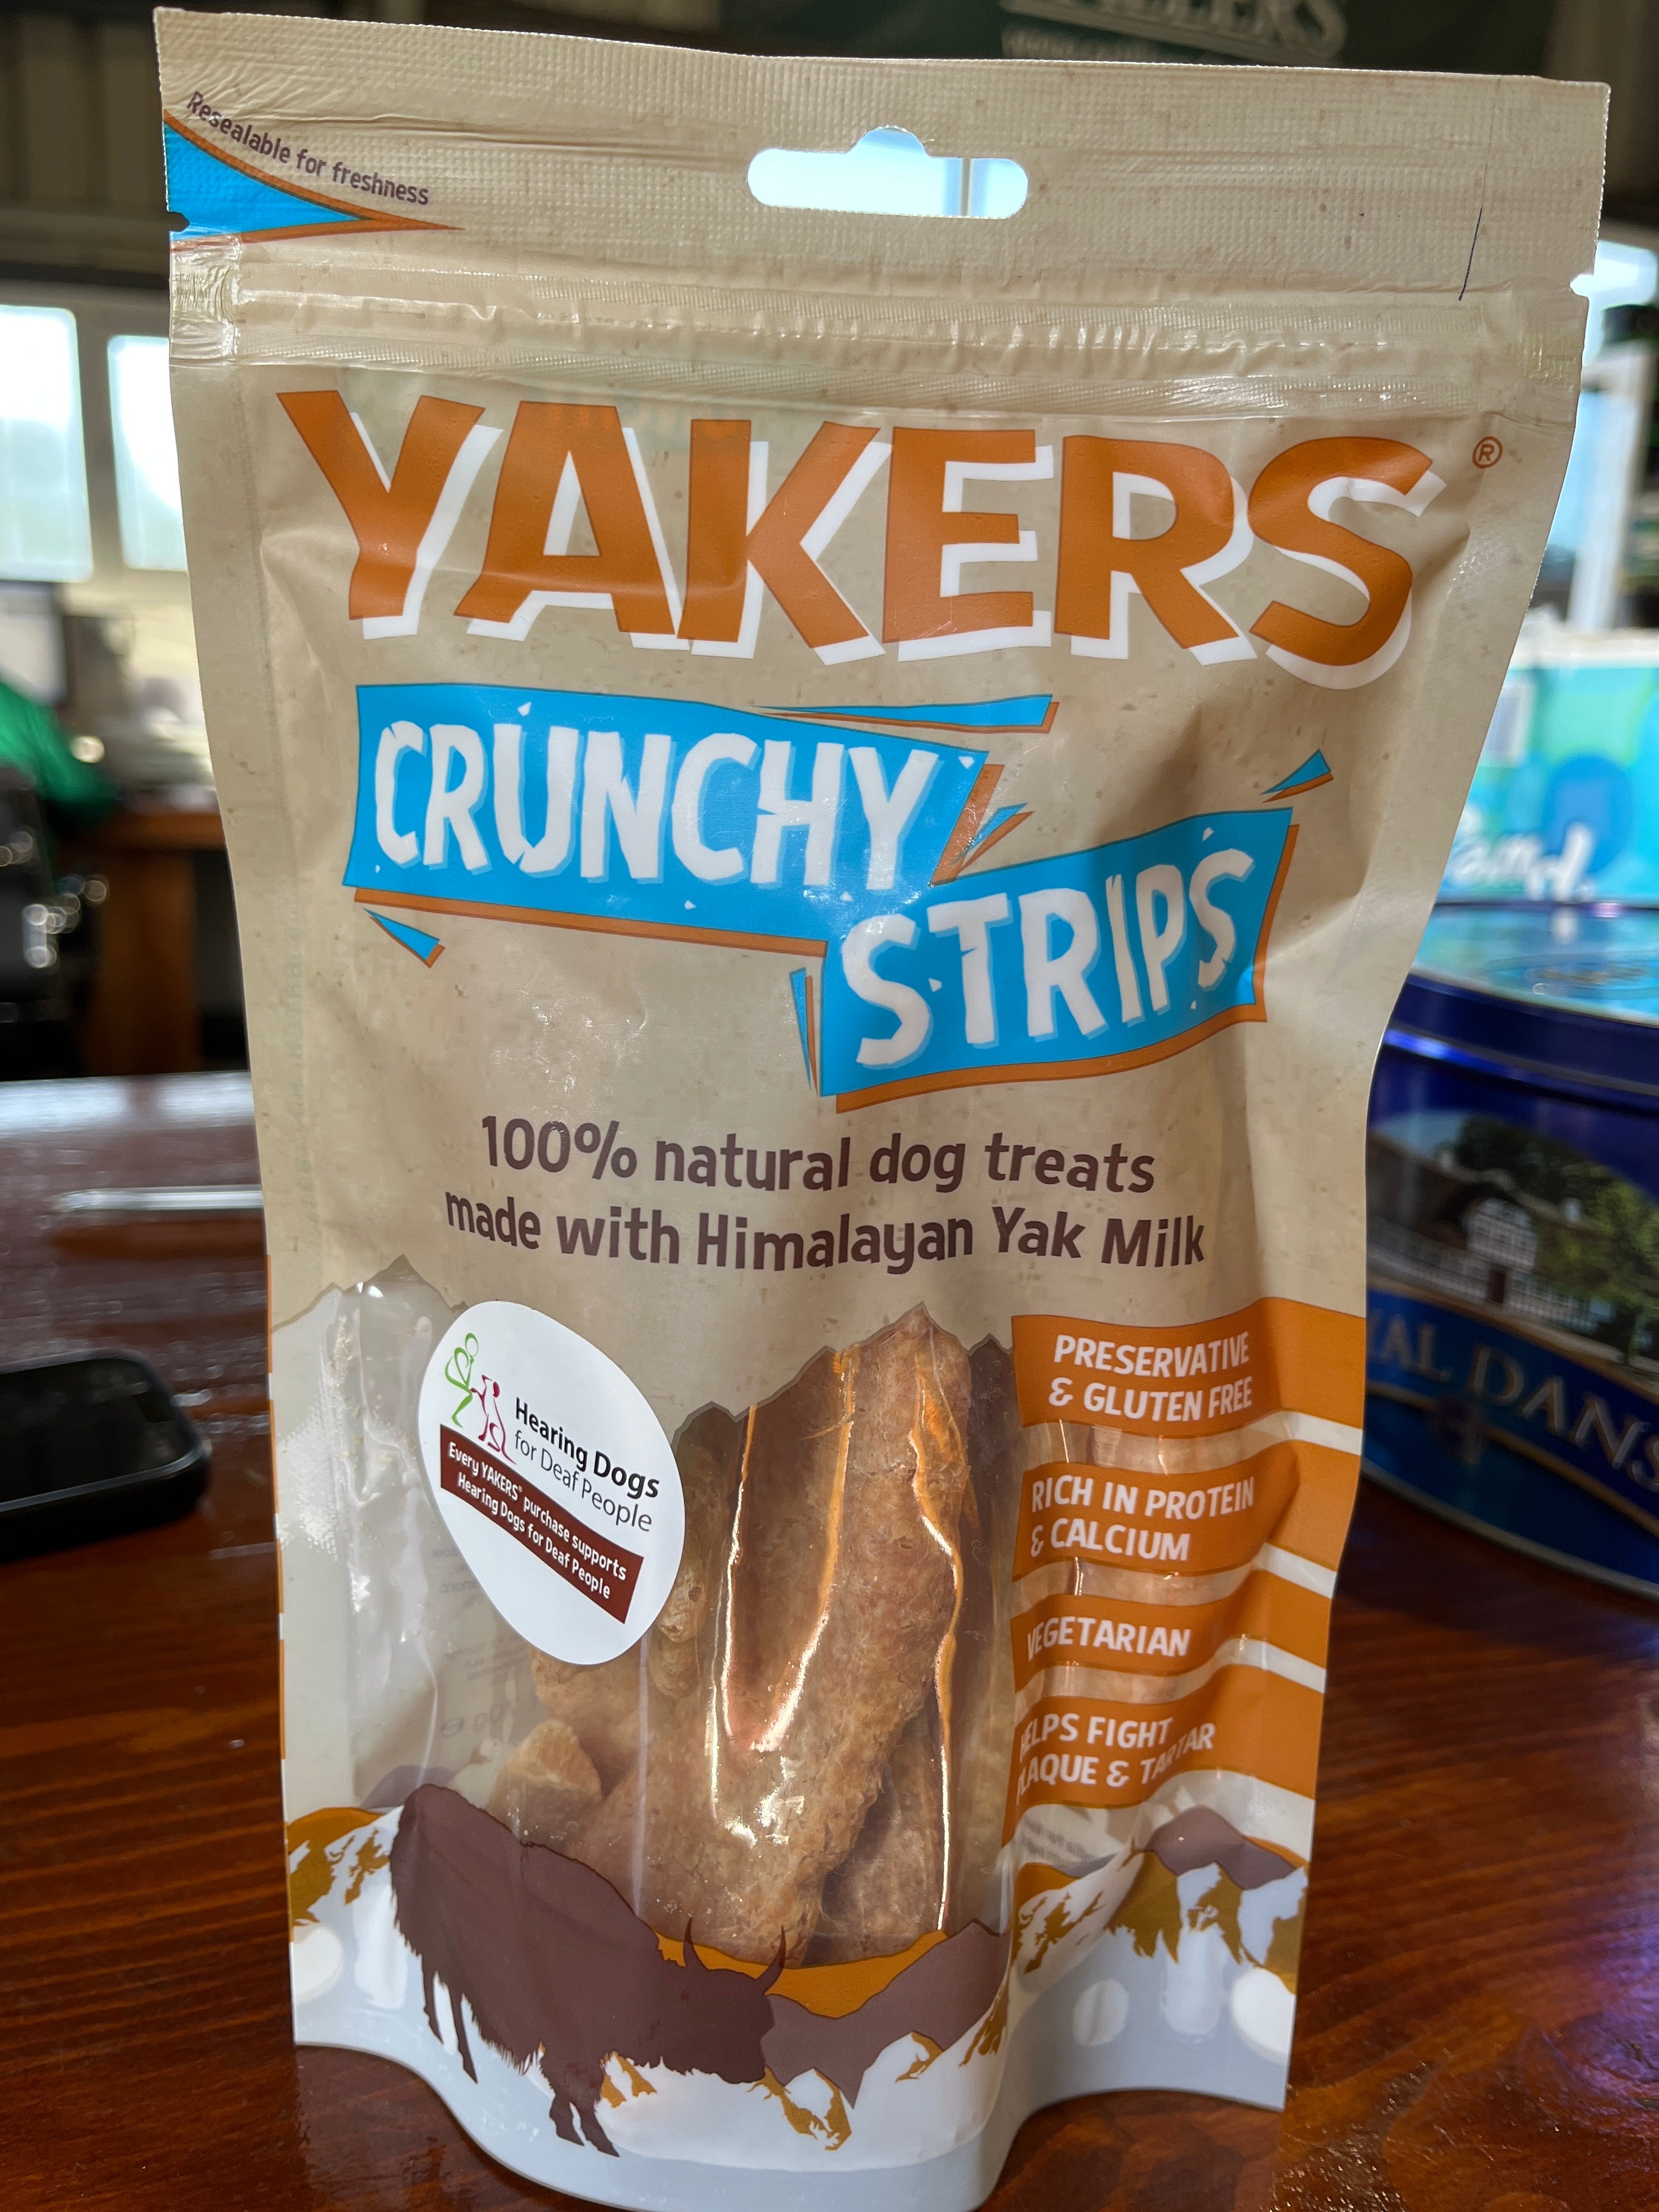 Resealable for freshness
YAKERS®
CRUNCHY
STRIPS
100% natural dog treats
made with Himalayan Yak Milk
Hearing Dogs
for Deaf People
Every YAKERS® purchase supports
Hearing Dogs for Deaf People
PRESERVATIVE
& GLUTEN FREE
RICH IN PROTEIN
& CALCIUM
VEGETARIAN
HELPS FIGHT
PLAQUE & TARTAR
DANS